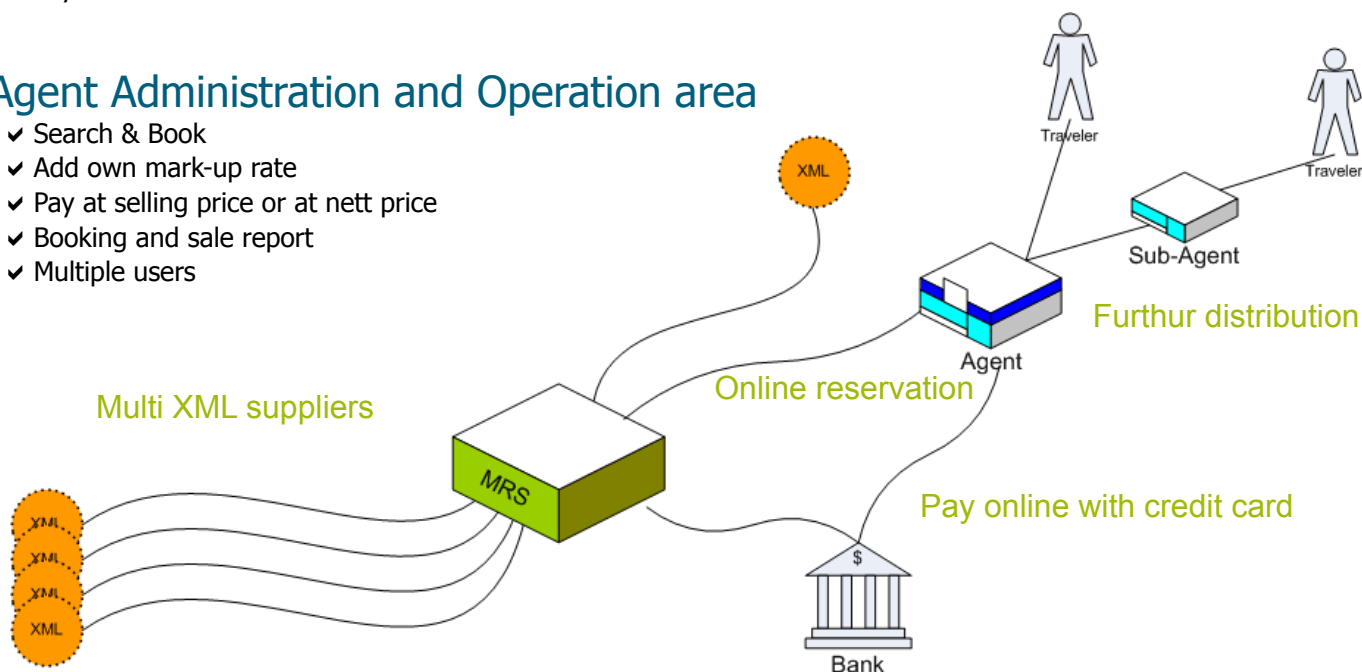 Agent Administration and Operation area
✓ Search & Book
✓ Add own mark-up rate
✓ Pay at selling price or at nett price
✓ Booking and sale report
✓ Multiple users
Traveler
Traveler
XML
Sub-Agent
Furthur distribution
Agent
Online reservation
Multi XML suppliers
MRS
Pay online with credit card
XML
XML
XML
XML
$
Bank